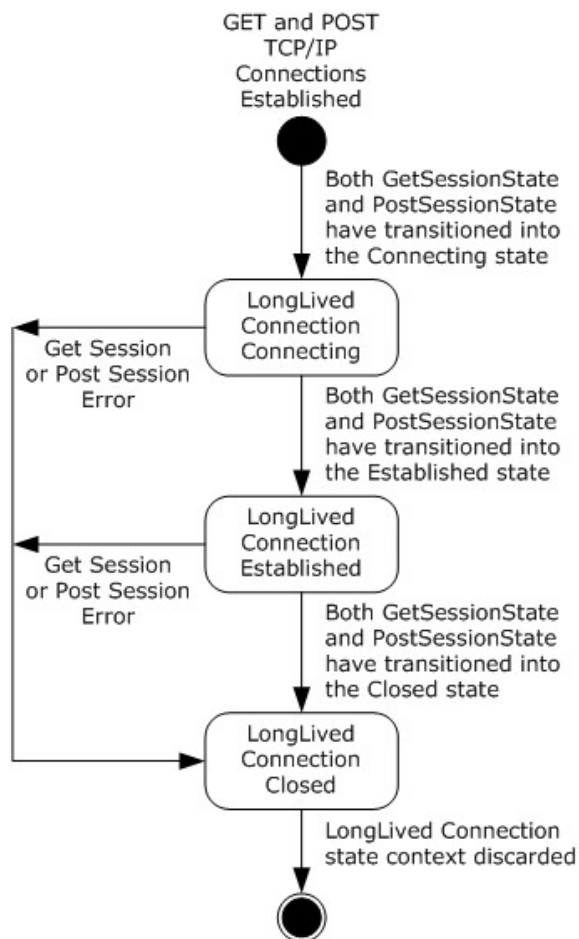 GET and POST
TCP/IP
Connections
Established
Both GetSessionState
and PostSessionState
have transitioned into
the Connecting state
LongLived
Connection
Connecting
Get Session
or Post Session
Error
Both GetSessionState
and PostSessionState
have transitioned into
the Established state
LongLived
Connection
Established
Get Session
or Post Session
Error
Both GetSessionState
and PostSessionState
have transitioned into
the Closed state
LongLived
Connection
Closed
LongLived Connection
state context discarded